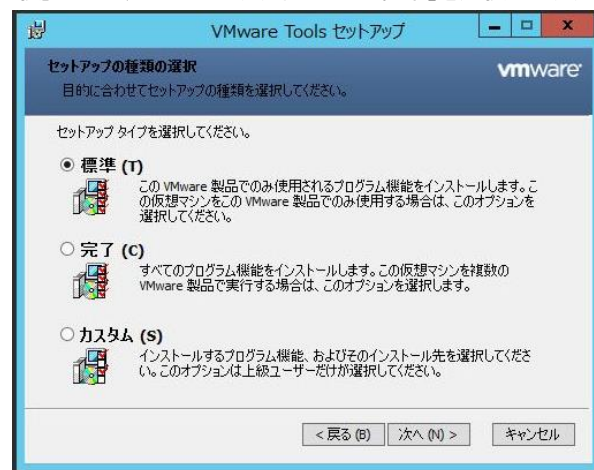 VMware Tools セットアップ
セットアップの種類の選択
vmware
目的に合わせてセットアップの種類を選択してください。
セットアップ タイプを選択してください。
標準 (T)
この VMware 製品でのみ使用されるプログラム機能をインストールします。こ
の仮想マシンをこの VMware 製品でのみ使用する場合は、このオプションを
選択してください。
完了 (C)
すべてのプログラム機能をインストールします。この仮想マシンを複数の
VMware 製品で実行する場合は、このオプションを選択します。
カスタム (S)
インストールするプログラム機能、およびそのインストール先を選択してくださ
い。このオプションは上級ユーザーだけが選択してください。
< 戻る (B)
次へ (N) >
キャンセル